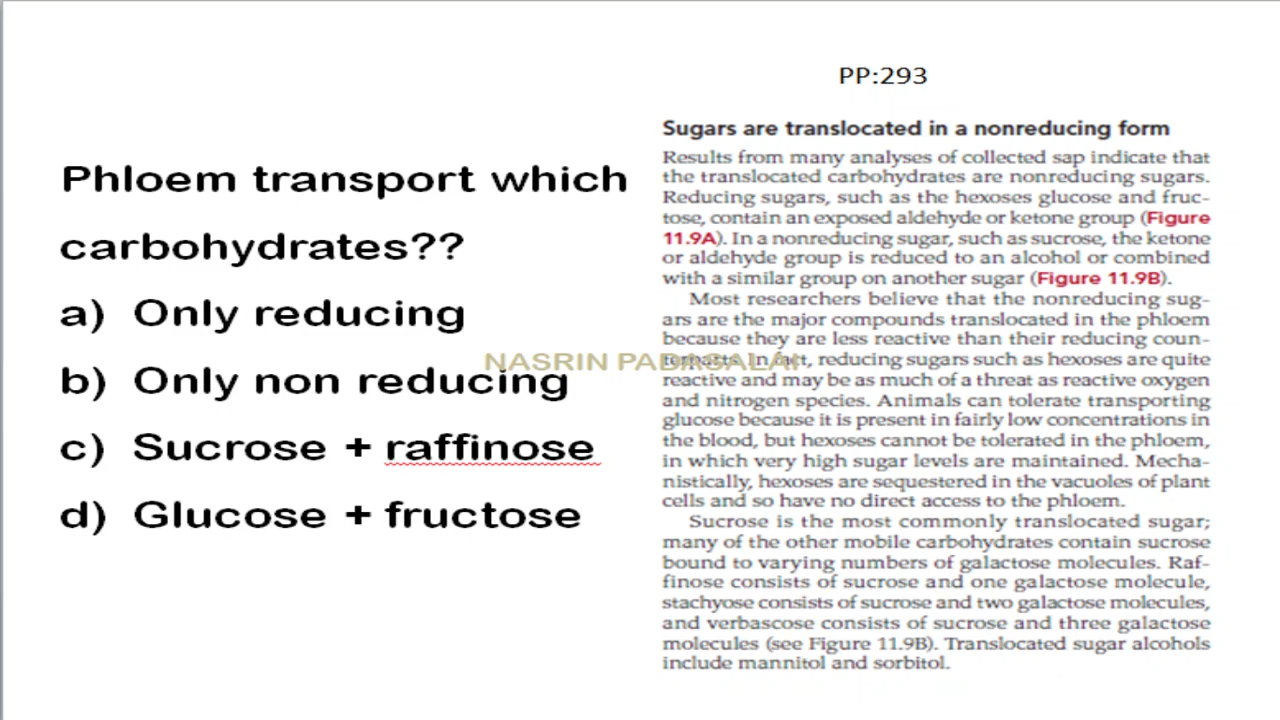 PP:293
Phloem transport which
carbohydrates??
a) Only reducing
b) Only non reducing
c) Sucrose + raffinose
d) Glucose + fructose
Sugars are translocated in a nonreducing form
Results from many analyses of collected sap indicate that
the translocated carbohydrates are nonreducing sugars.
Reducing sugars, such as the hexoses glucose and fruc-
tose, contain an exposed aldehyde or ketone group (Figure
11.9A). In a nonreducing sugar, such as sucrose, the ketone
or aldehyde group is reduced to an alcohol or combined
with a similar group on another sugar (Figure 11.9B).
Most researchers believe that the nonreducing sug-
ars are the major compounds translocated in the phloem
because they are less reactive than their reducing coun-
terparts. In fact, reducing sugars such as hexoses are quite
reactive and may be as much of a threat as reactive oxygen
and nitrogen species. Animals can tolerate transporting
glucose because it is present in fairly low concentrations in
the blood, but hexoses cannot be tolerated in the phloem,
in which very high sugar levels are maintained. Mecha-
nistically, hexoses are sequestered in the vacuoles of plant
cells and so have no direct access to the phloem.
Sucrose is the most commonly translocated sugar;
many of the other mobile carbohydrates contain sucrose
bound to varying numbers of galactose molecules. Raf-
finose consists of sucrose and one galactose molecule,
stachyose consists of sucrose and two galactose molecules,
and verbascose consists of sucrose and three galactose
molecules (see Figure 11.9B). Translocated sugar alcohols
include mannitol and sorbitol.
NASRIN PADASALAI